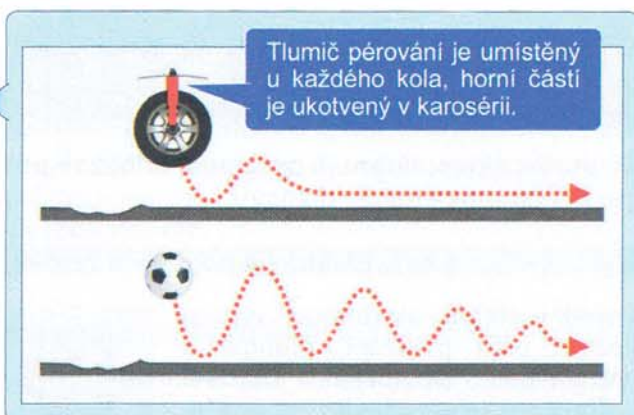 Tlumič pérování je umístěný
u každého kola, horní částí
je ukotvený v karosérii.